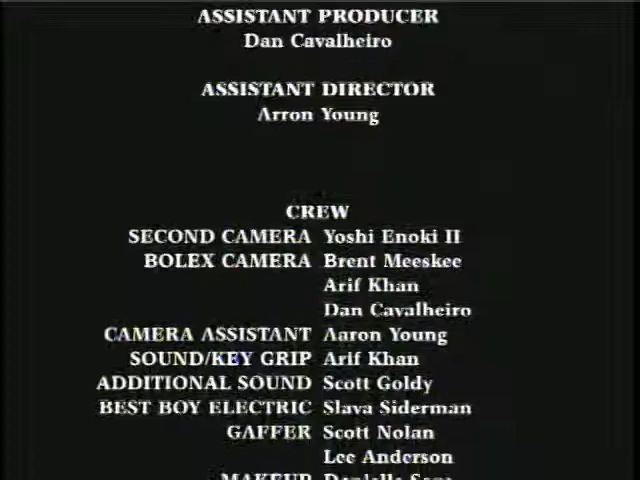 ASSISTANT PRODUCER
Dan Cavalheiro
ASSISTANT DIRECTOR
Arron Young
CREW
SECOND CAMERA Yoshi Enoki II
BOLEX CAMERA Brent Meeskee
Arif Khan
Dan Cavalheiro
CAMERA ASSISTANT Aaron Young
SOUND/KEY GRIP Arif Khan
ADDITIONAL SOUND Scott Goldy
BEST BOY ELECTRIC Slava Siderman
GAFFER Scott Nolan
Lee Anderson
MAKEUP Danielle